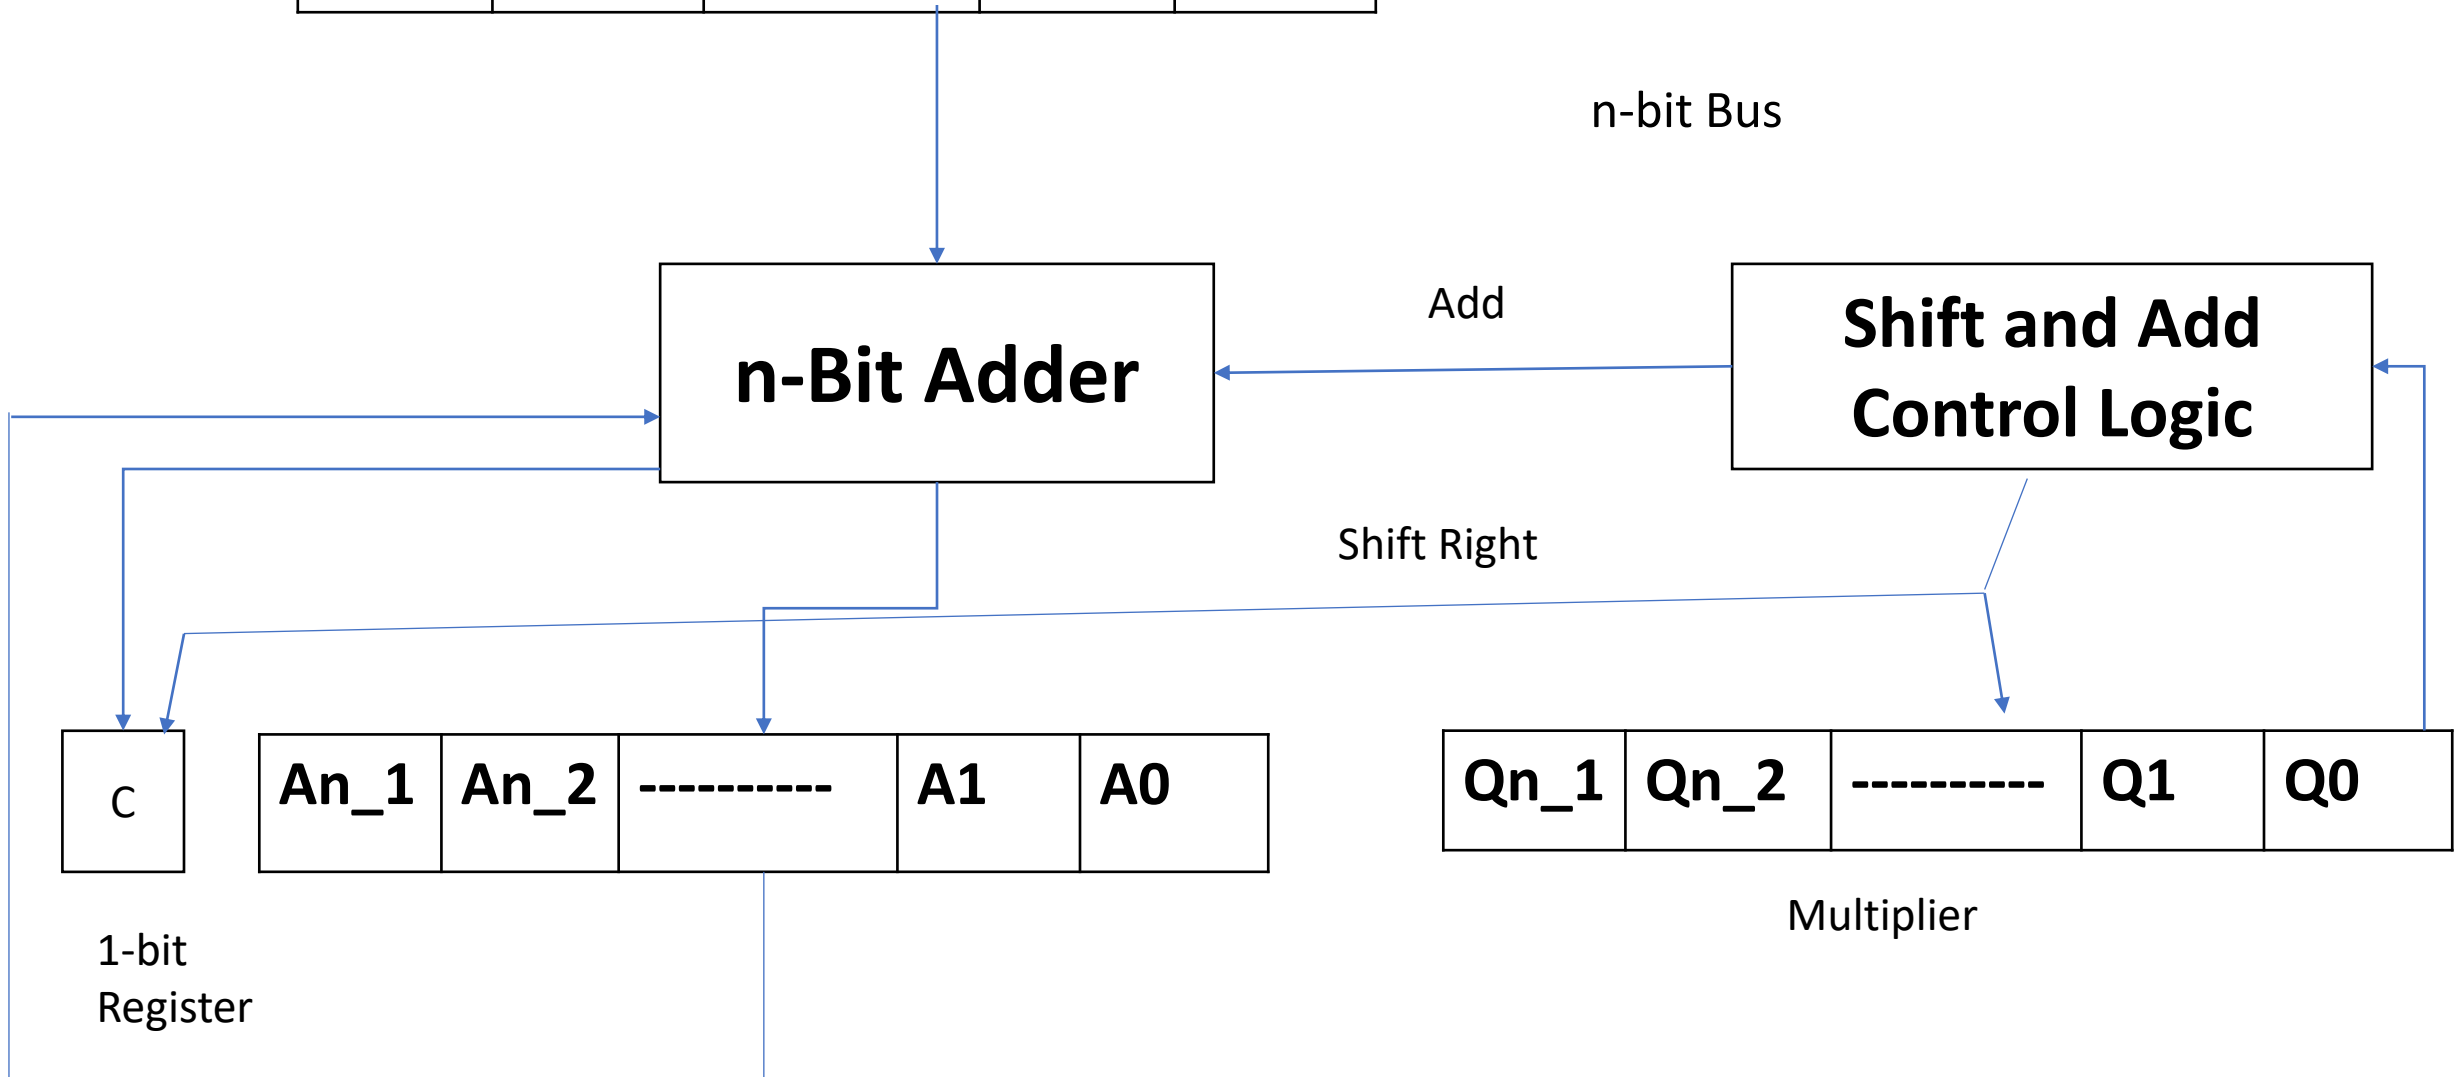 n-bit Bus
Add
n-Bit Adder
Shift and Add
Control Logic
Shift Right
C
An_1 An_2 ---------- A1 A0
Qn_1 Qn_2 ---------- Q1 Q0
Multiplier
1-bit
Register